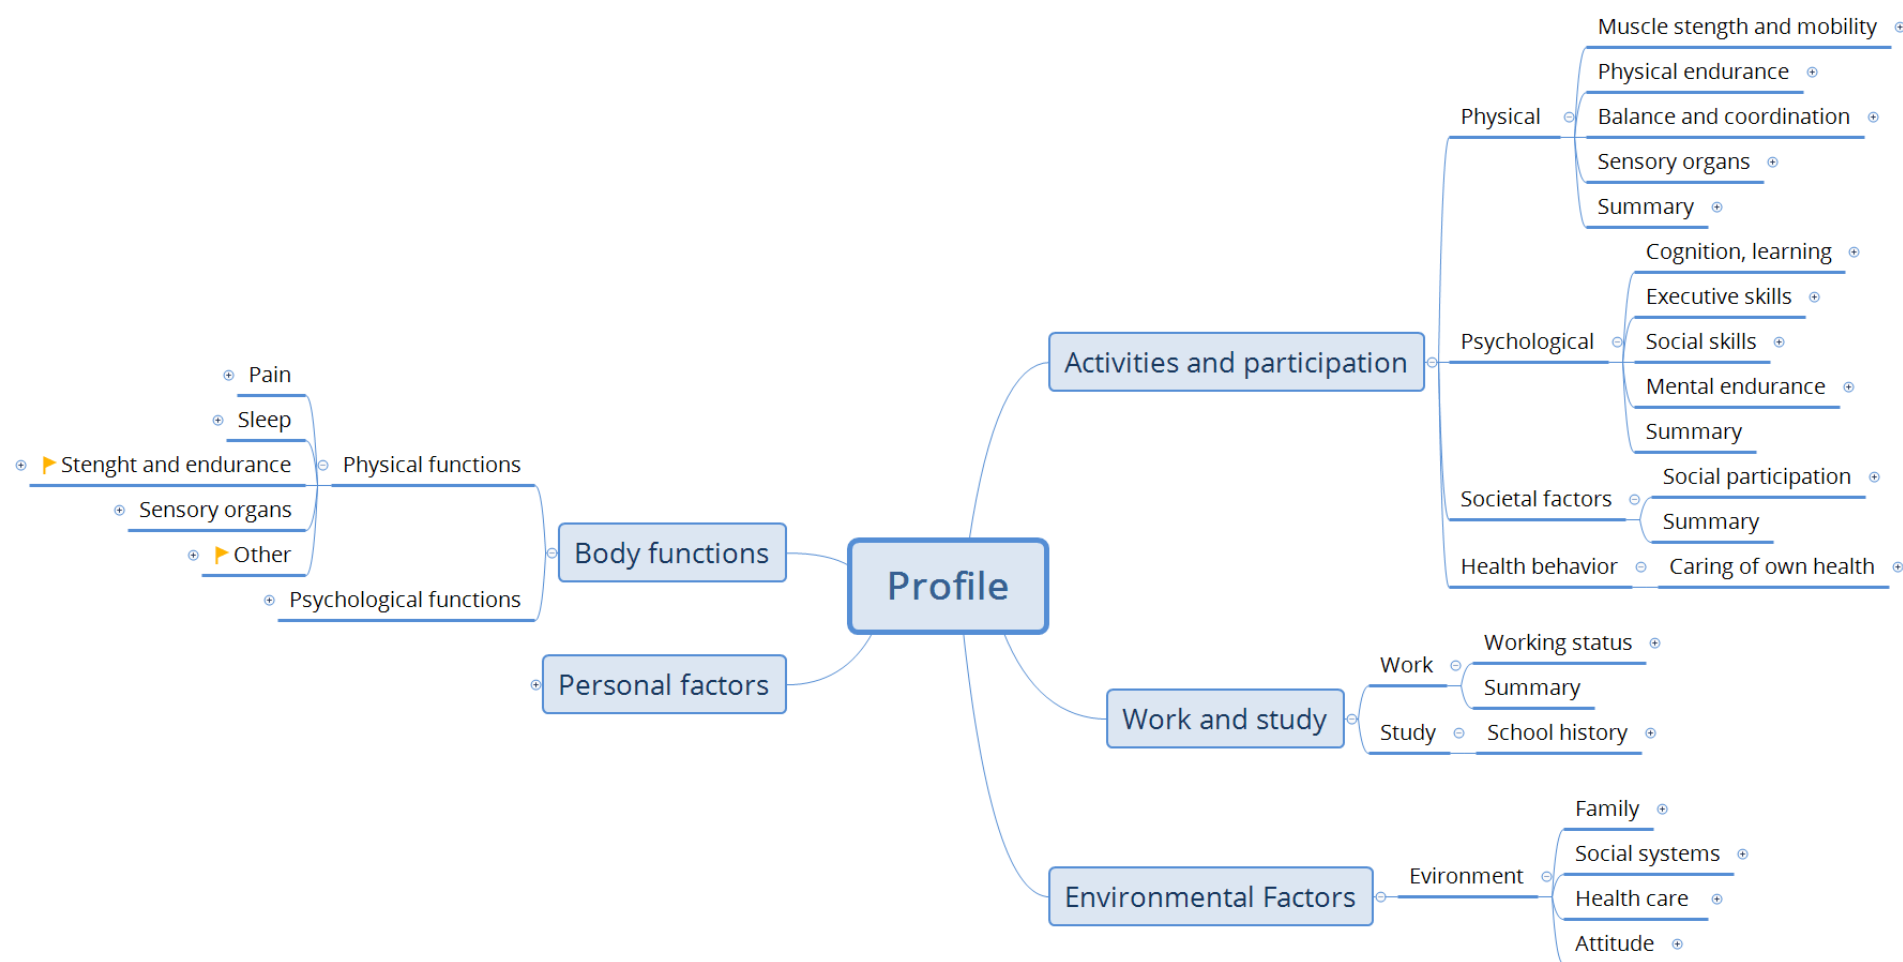 Profile
Activities and participation
Physical
Muscle stength and mobility
Physical endurance
Balance and coordination
Sensory organs
Summary
Psychological
Cognition, learning
Executive skills
Social skills
Mental endurance
Summary
Societal factors
Social participation
Summary
Health behavior
Caring of own health
Work and study
Work
Working status
Summary
Study
School history
Environmental Factors
Evironment
Family
Social systems
Health care
Attitude
Body functions
Physical functions
Pain
Sleep
Stenght and endurance
Sensory organs
Other
Psychological functions
Personal factors